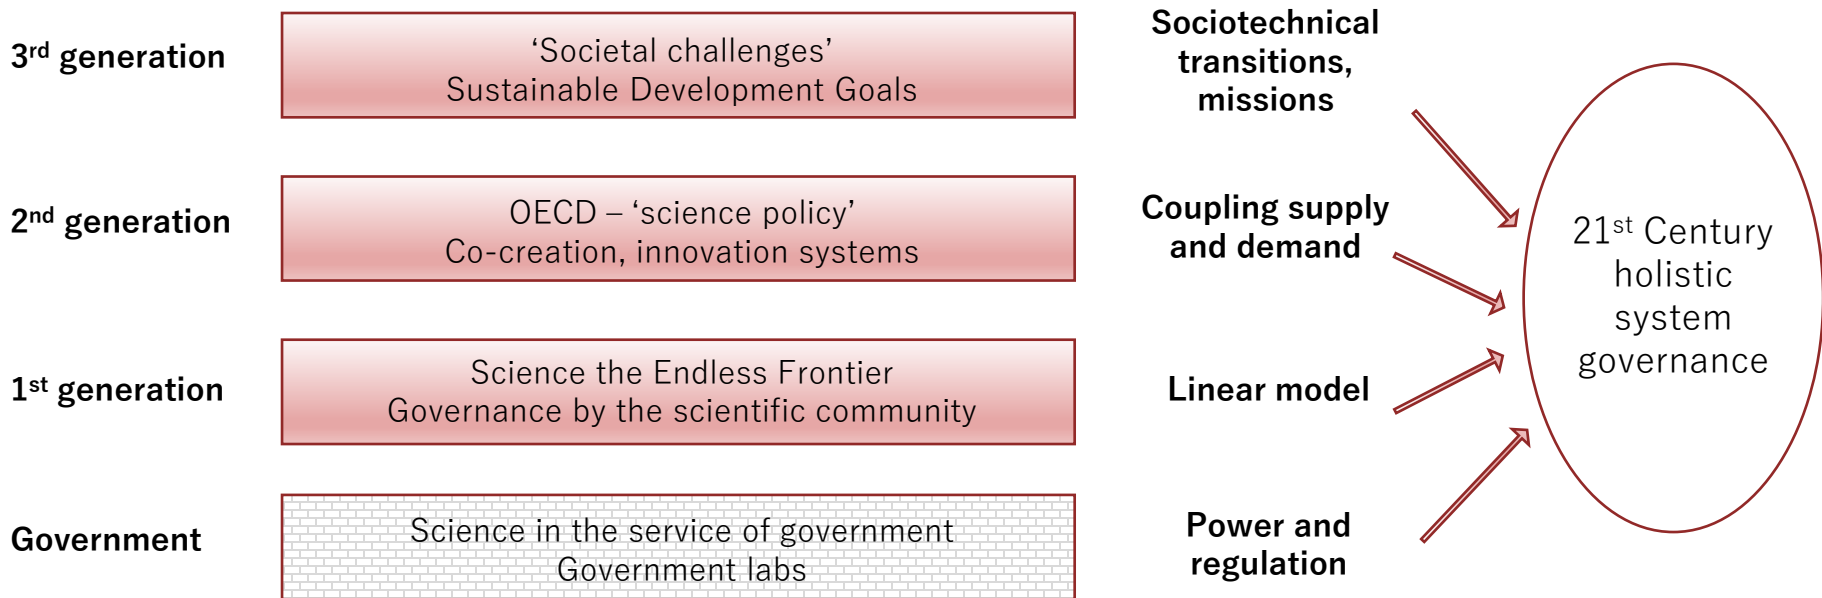 3rd generation
‘Societal challenges’
Sustainable Development Goals
Sociotechnical
transitions,
missions
2nd generation
OECD – ‘science policy’
Co-creation, innovation systems
Coupling supply
and demand
1st generation
Science the Endless Frontier
Governance by the scientific community
Linear model
Government
Science in the service of government
Government labs
Power and
regulation
21st Century
holistic
system
governance